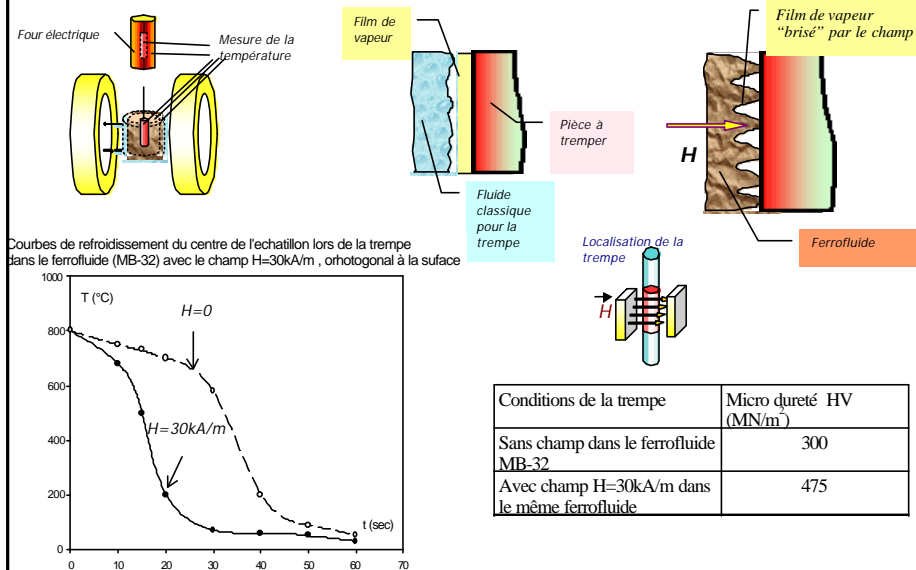 Four électrique
Mesure de la
température
Film de
vapeur
Pièce à
tremper
Fluide
classique
pour la
trempe
Film de vapeur
“brisé” par le champ
H
Ferrofluide
Courbes de refroidissement du centre de l'echatillon lors de la trempe
dans le ferrofluide (MB-32) avec le champ H=30kA/m , orhotogonal à la suface
T (°C)
H=0
H=30kA/m
t (sec)
1000
800
600
400
200
0
0 10 20 30 40 50 60 70
Localisation de la
trempe
H
Conditions de la trempe
Micro dureté HV
(MN/m²)
Sans champ dans le ferrofluide
MB-32
300
Avec champ H=30kA/m dans
le même ferrofluide
475